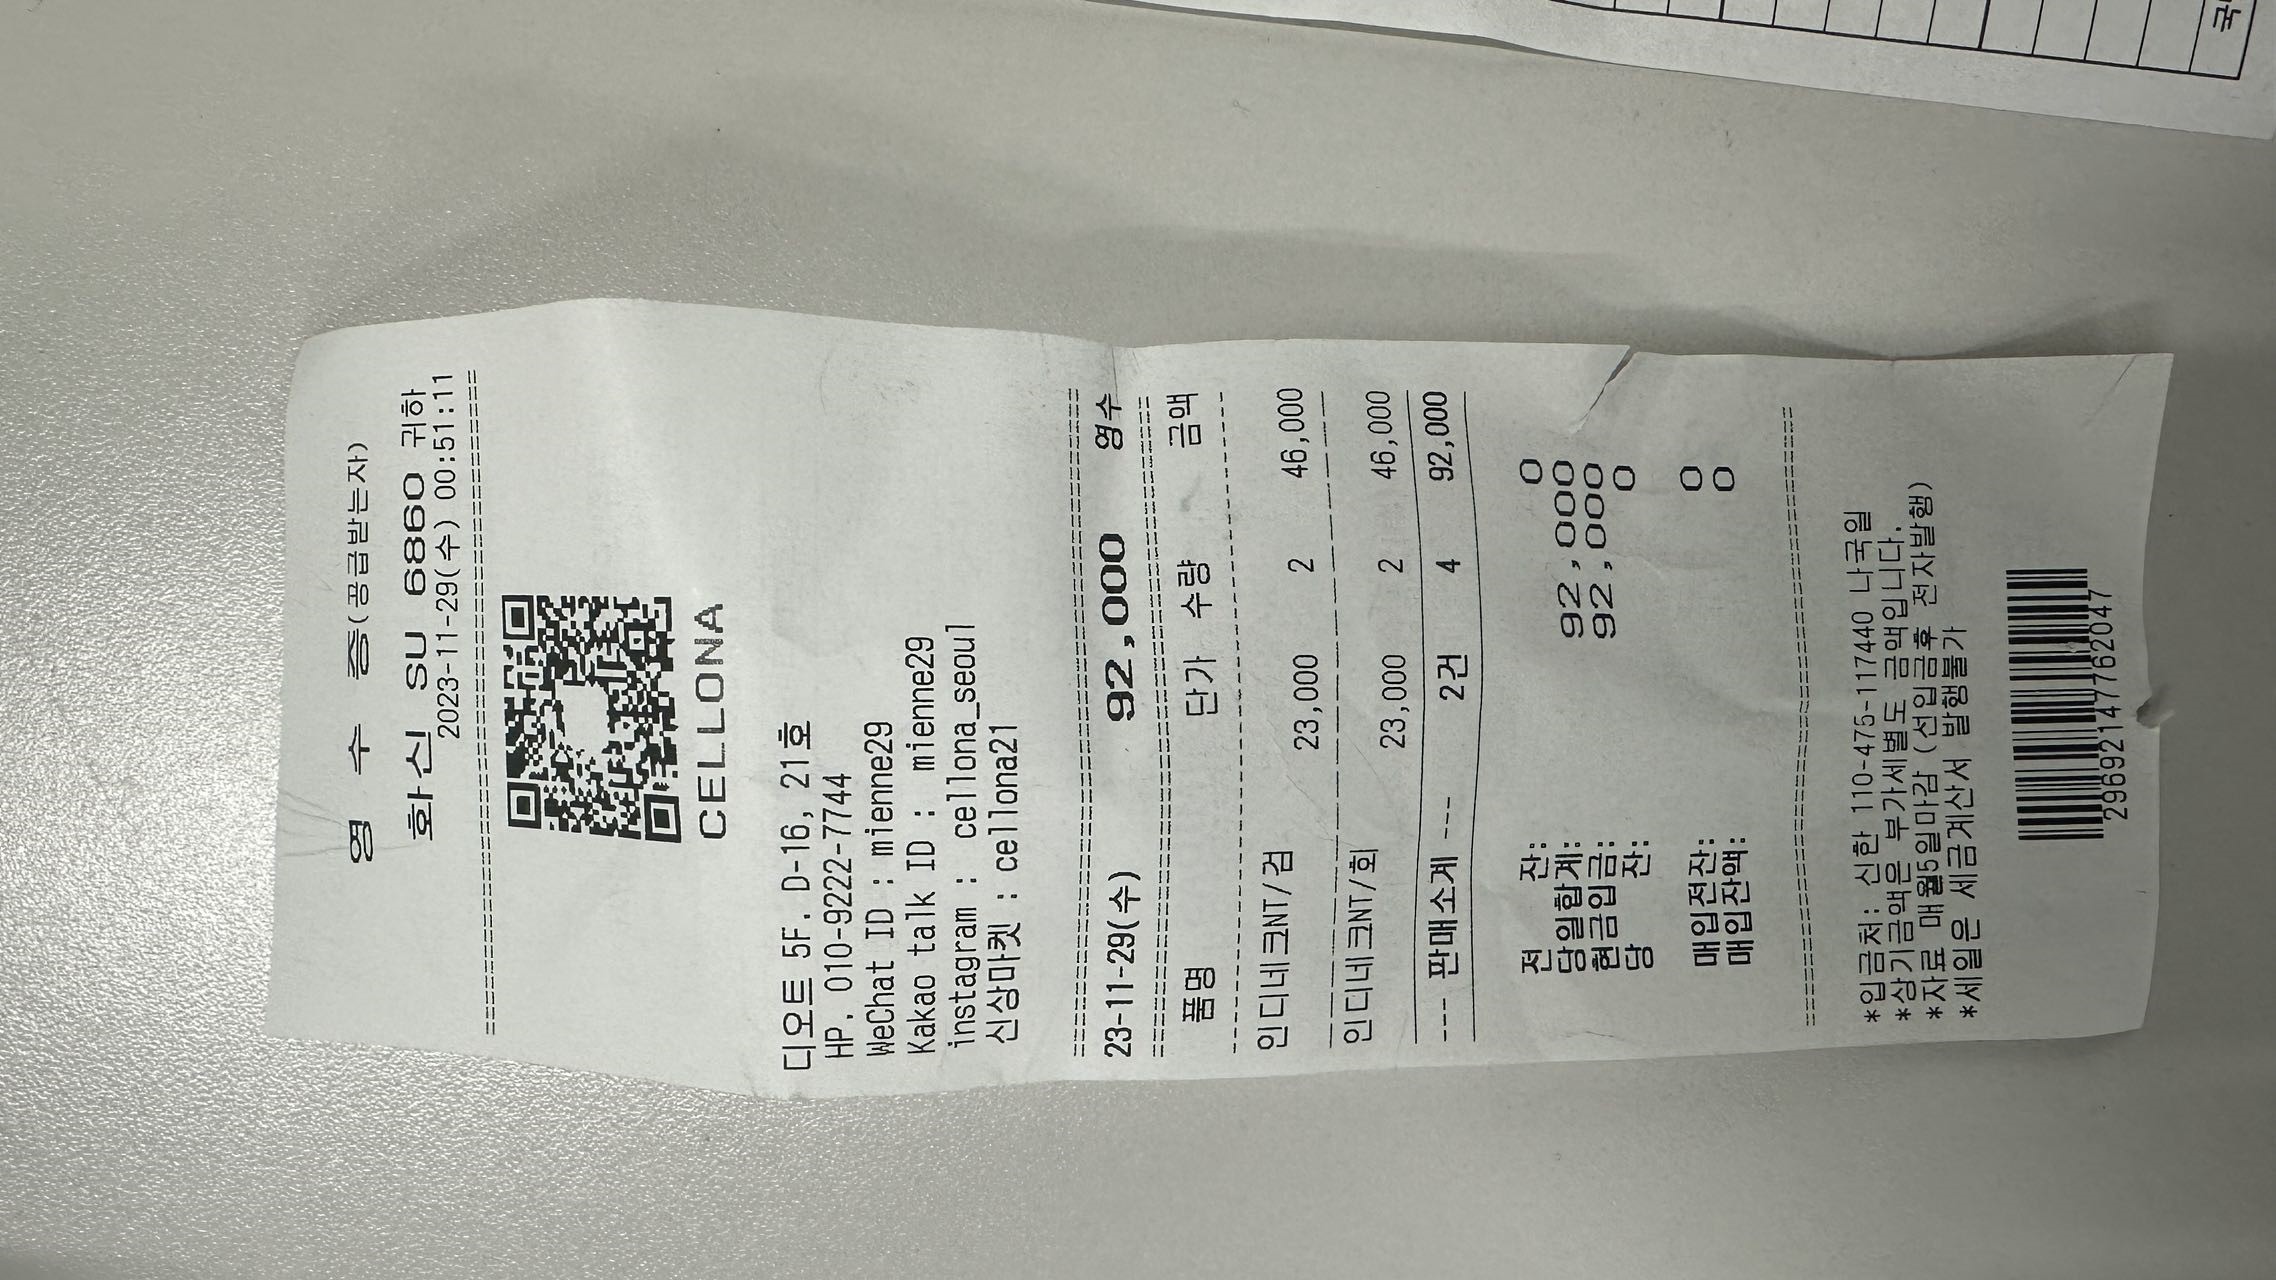 영 수 증(공급받는자)
화신 SU 6860 귀하
2023-11-29(수) 00:51:11
================================================
CELLONA
디오트 5F. D-16, 21호
HP. 010-9222-7744
WeChat ID : mienne29
Kakao talk ID : mienne29
instagram : cellona_seoul
신상마켓 : cellona21
================================================
23-11-29(수) 92,000 영수
================================================
품명 단가 수량 금액
------------------------------------------------
인디네크NT/검
23,000 2 46,000
인디네크NT/회
23,000 2 46,000
---- 판매소계 --- 2건 4 92,000
전 잔: 0
당일합계: 92,000
현금입금: 92,000
당 잔: 0
매입전잔: 0
매입잔액: 0
================================================
*입금처: 신한 110-475-117440 나국일
*상기금액은 부가세별도 금액입니다.
*자료 매월5일마감 (선입금후 전자발행)
*세일은 세금계산서 발행불가
29692147762047
국